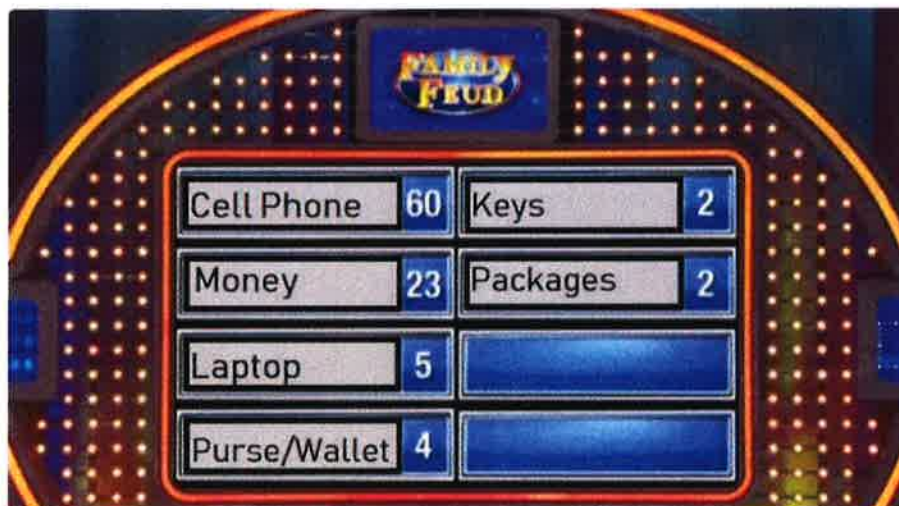 FAMILY
FEUD
Cell Phone 60
Money 23
Laptop 5
Purse/Wallet 4
Keys 2
Packages 2